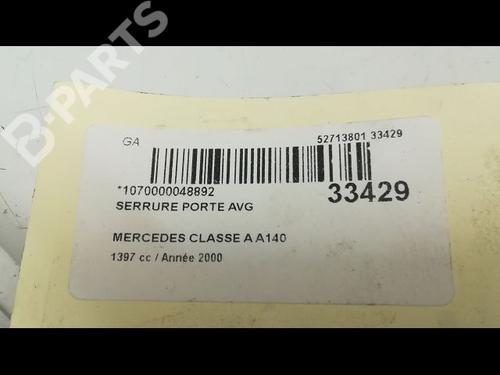 B-PARTS
GA
52713801 33429
*1070000048892
33429
SERRURE PORTE AVG
MERCEDES CLASSE A A140
1397 cc / Année 2000